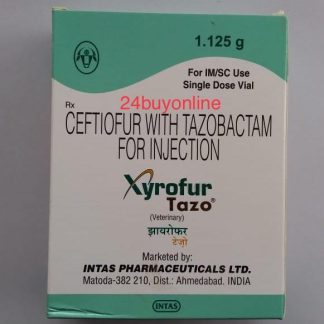 1.125 g
For IM/SC Use
Single Dose Vial
Rx
24buyonline
CEFTIOFUR WITH TAZOBACTAM
FOR INJECTION
Xyrofur
Tazo®
(Veterinary)
झायरोफर
टेज़ो
Marketed by:
INTAS PHARMACEUTICALS LTD.
Matoda-382 210, Dist.: Ahmedabad. INDIA
INTAS